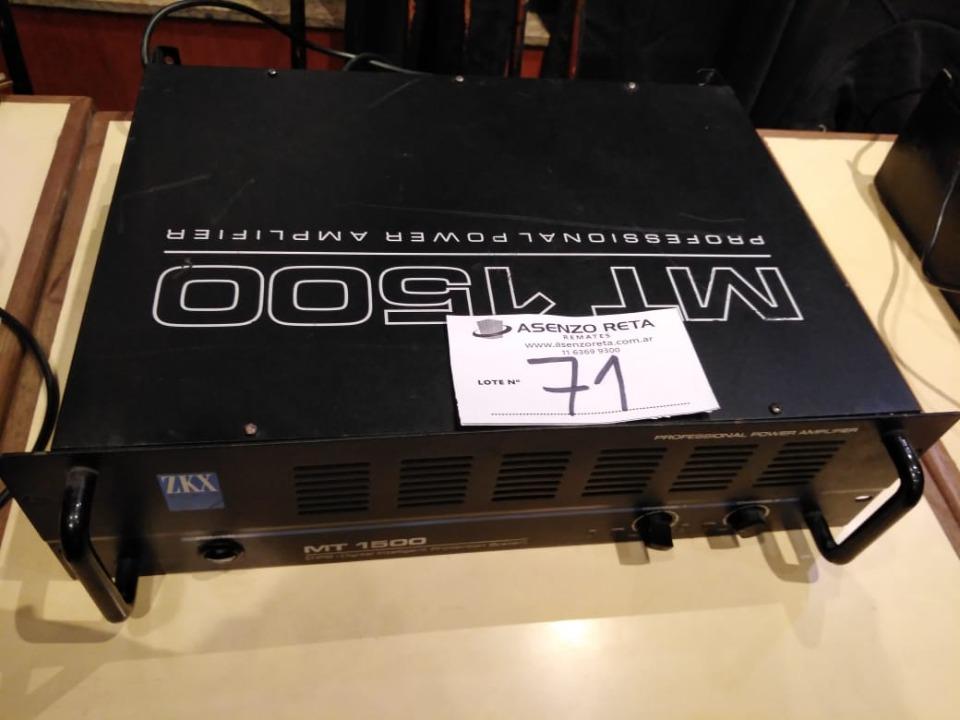 MT 1500
PROFESSIONAL POWER AMPLIFIER
ASENZO RETA
REMATES
www.asenzoreta.com.ar
11 6369 9300
LOTE Nº 71
PROFESSIONAL POWER AMPLIFIER
ZKX
MT 1500